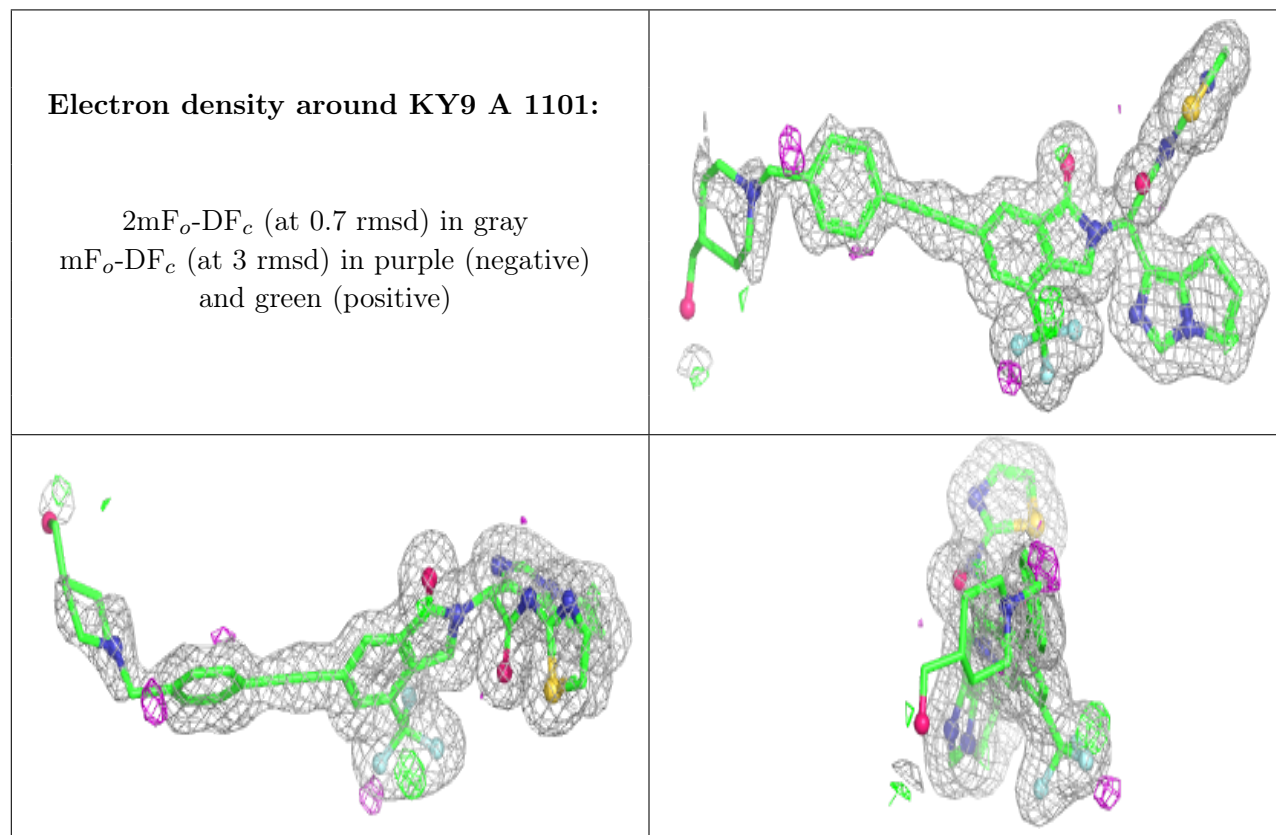 Electron density around KY9 A 1101:
2mFo-DFc (at 0.7 rmsd) in gray
mFo-DFc (at 3 rmsd) in purple (negative)
and green (positive)